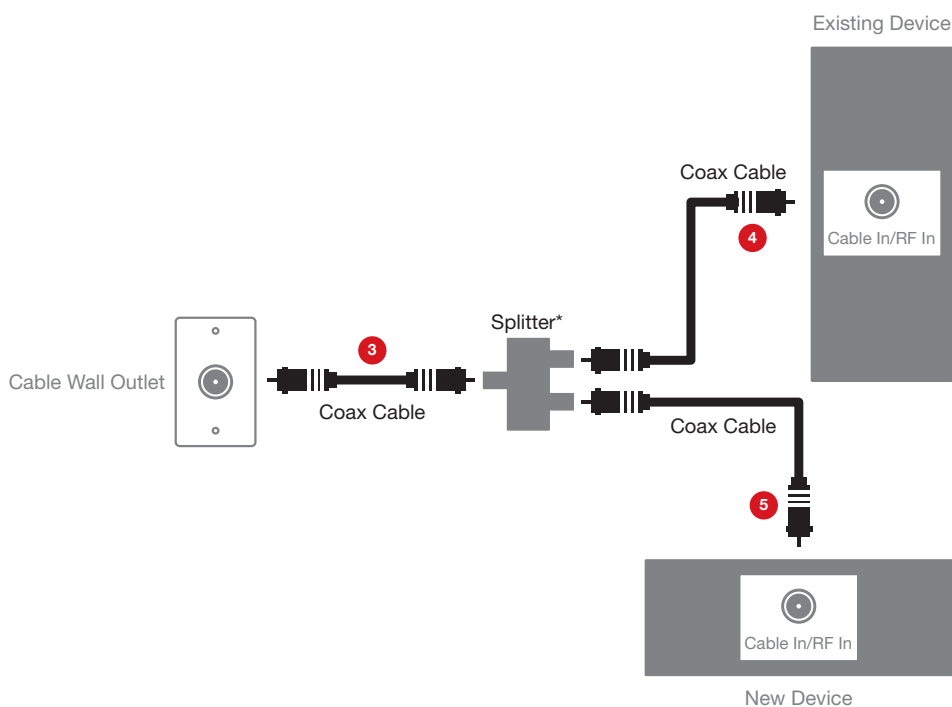 Existing Device
Coax Cable
4
Cable In/RF In
Splitter*
3
Cable Wall Outlet
Coax Cable
Coax Cable
5
Cable In/RF In
New Device